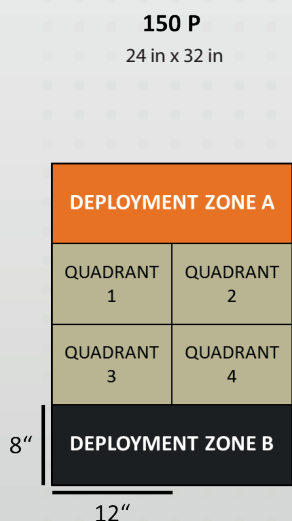 150 P
24 in x 32 in
DEPLOYMENT ZONE A
QUADRANT
1
QUADRANT
2
QUADRANT
3
QUADRANT
4
8“
DEPLOYMENT ZONE B
12“